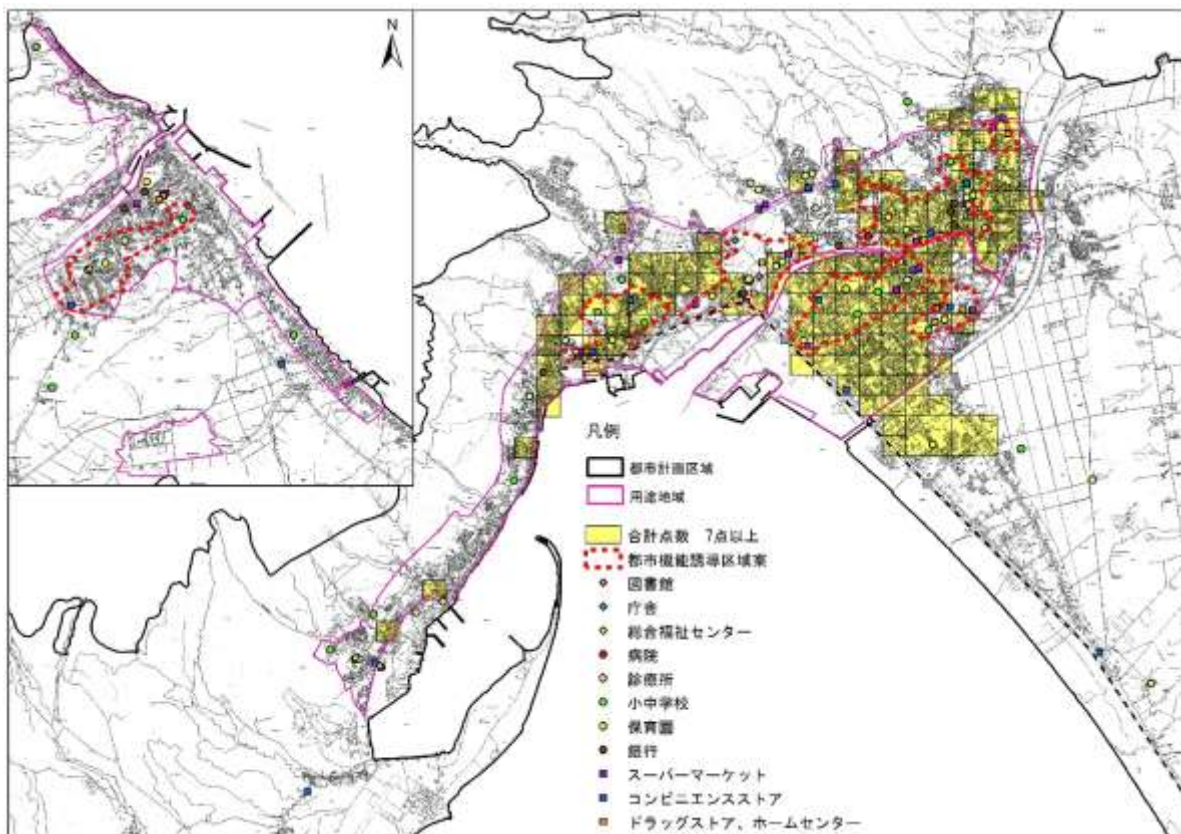 N
凡例
都市計画区域
用途地域
合計点数 7点以上
都市機能誘導区域案
図書館
庁舎
総合福祉センター
病院
診療所
小中学校
保育園
銀行
スーパーマーケット
コンビニエンスストア
ドラッグストア、ホームセンター